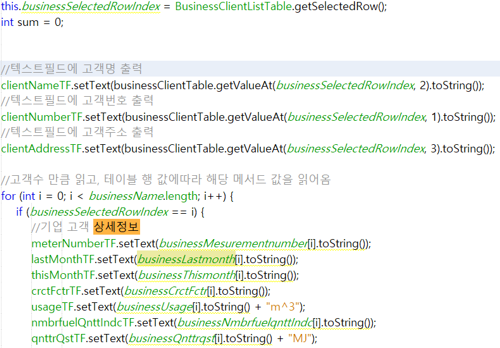 this.businessSelectedRowIndex = BusinessClientListTable.getSelectedRow();
int sum = 0;
//텍스트필드에 고객명 출력
clientNameTF.setText(businessClientTable.getValueAt(businessSelectedRowIndex, 2).toString());
//텍스트필드에 고객번호 출력
clientNumberTF.setText(businessClientTable.getValueAt(businessSelectedRowIndex, 1).toString());
//텍스트필드에 고객주소 출력
clientAddressTF.setText(businessClientTable.getValueAt(businessSelectedRowIndex, 3).toString());
//고객수 만큼 읽고, 테이블 행 값에따라 해당 메서드 값을 읽어옴
for (int i = 0; i < businessName.length; i++) {
if (businessSelectedRowIndex == i) {
//기업 고객 상세정보
meterNumberTF.setText(businessMesurementnumber[i].toString());
lastMonthTF.setText(businessLastmonth[i].toString());
thisMonthTF.setText(businessThismonth[i].toString());
crctFctrTF.setText(businessCrctFctr[i].toString());
usageTF.setText(businessUsage[i].toString() + "m^3");
nmbrfuelQnttIndcTF.setText(businessNmbrfuelqnttIndc[i].toString());
qnttrQstTF.setText(businessQnttrqst[i].toString() + "MJ");